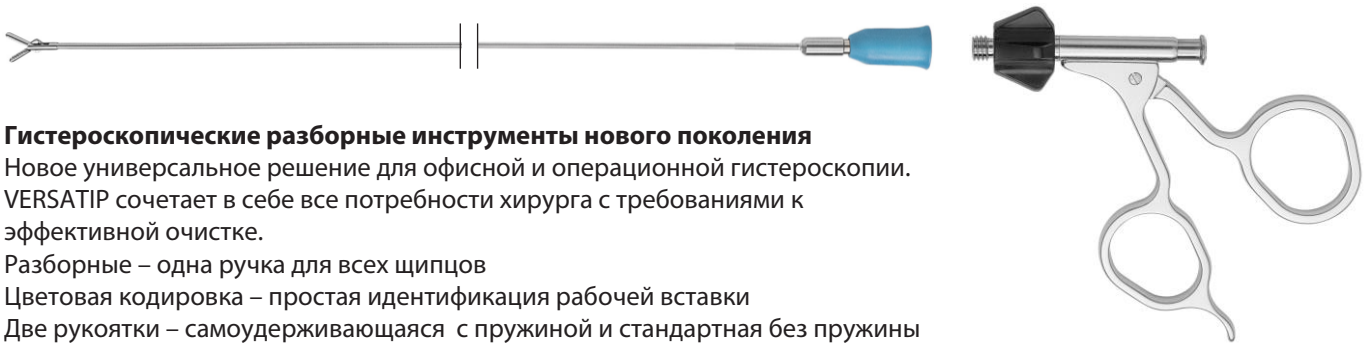 Гистероскопические разборные инструменты нового поколения
Новое универсальное решение для офисной и операционной гистероскопии.
VERSATIP сочетает в себе все потребности хирурга с требованиями к
эффективной очистке.
Разборные – одна ручка для всех щипцов
Цветовая кодировка – простая идентификация рабочей вставки
Две рукоятки – самоудерживающаяся  с пружиной и стандартная без пружины